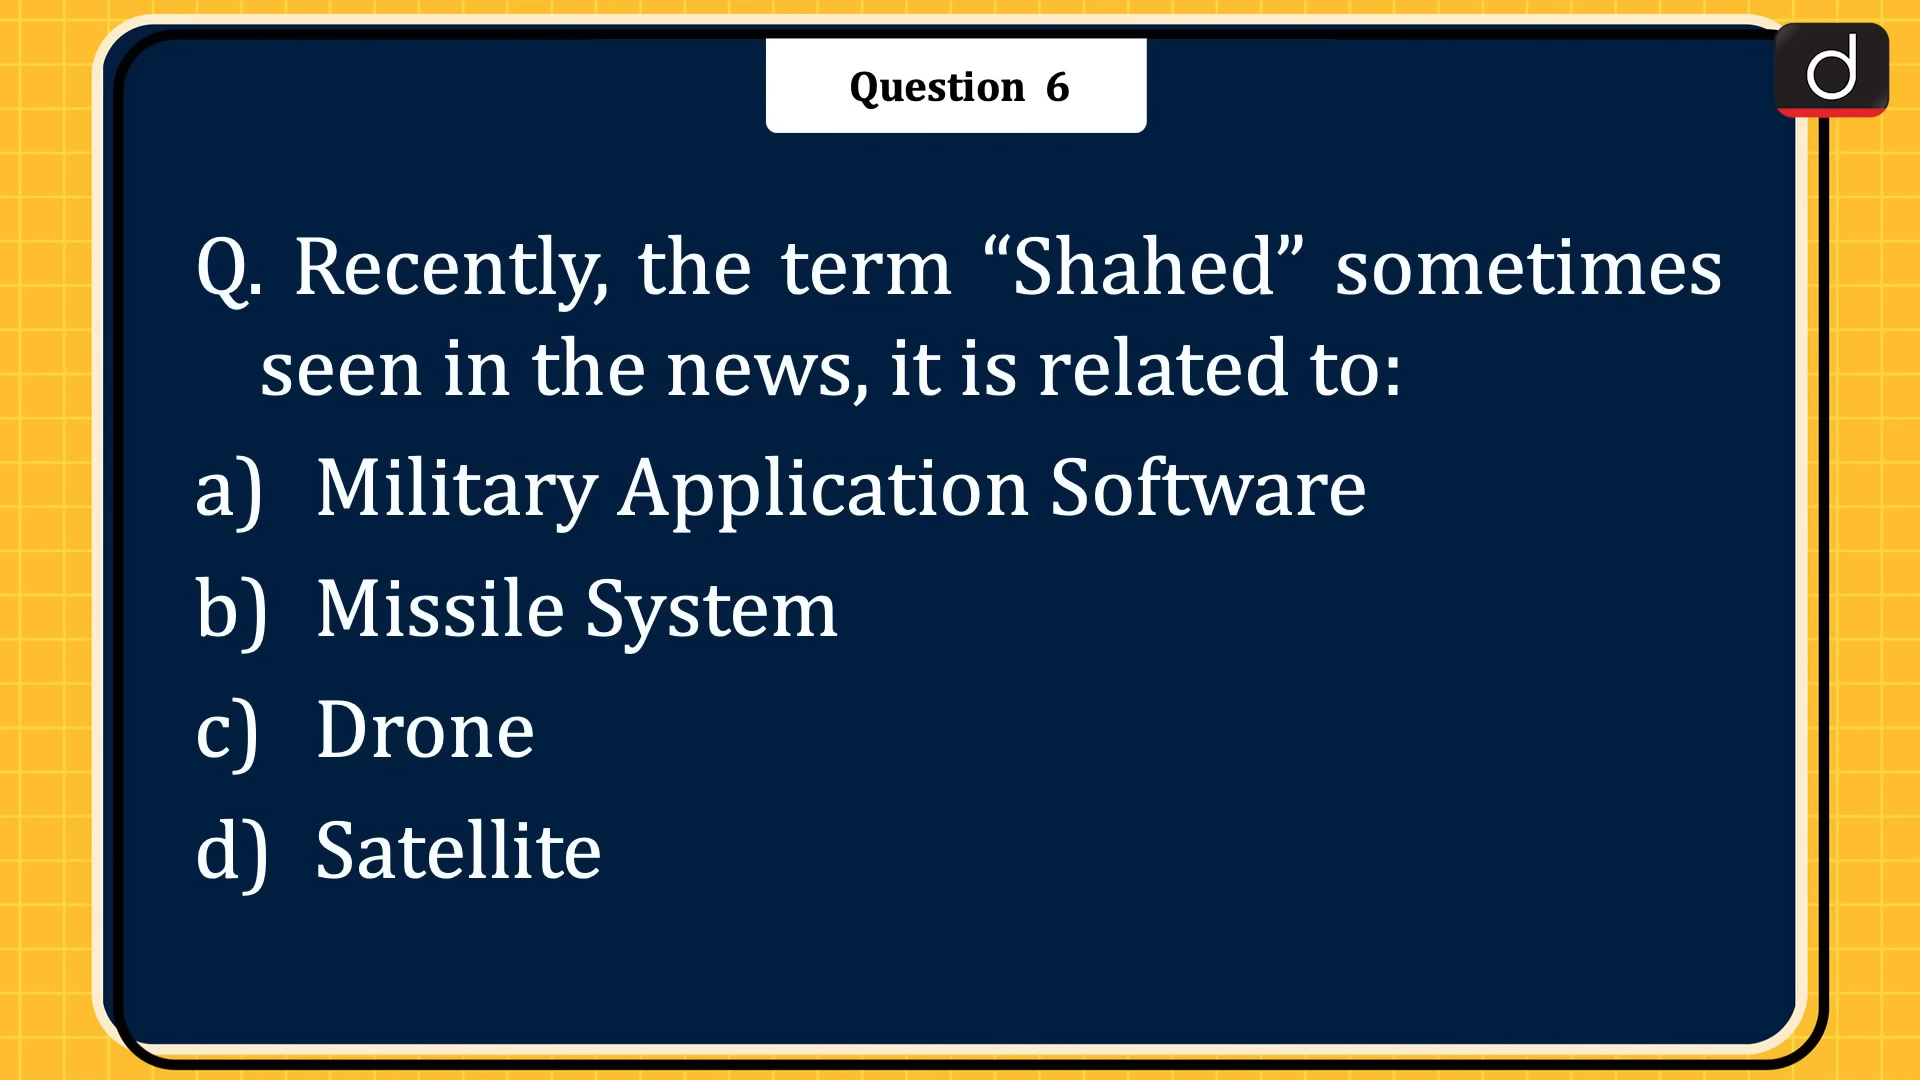 Question 6
d
Q. Recently, the term “Shahed” sometimes
seen in the news, it is related to:
a) Military Application Software
b) Missile System
c) Drone
d) Satellite